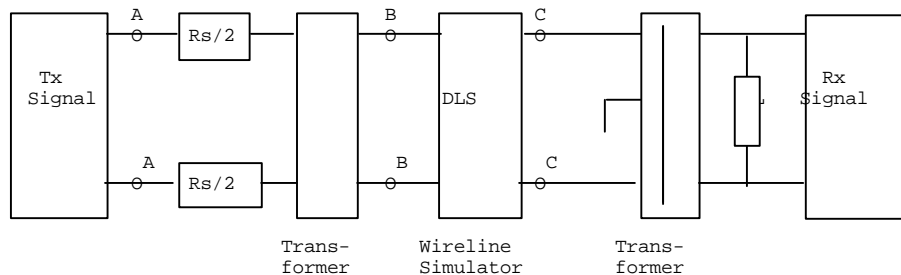 A
B
C
Rs/2
Tx
Signal
DLS
Rx
Signal
A
B
C
Rs/2
Trans-
former
Wireline
Simulator
Trans-
former